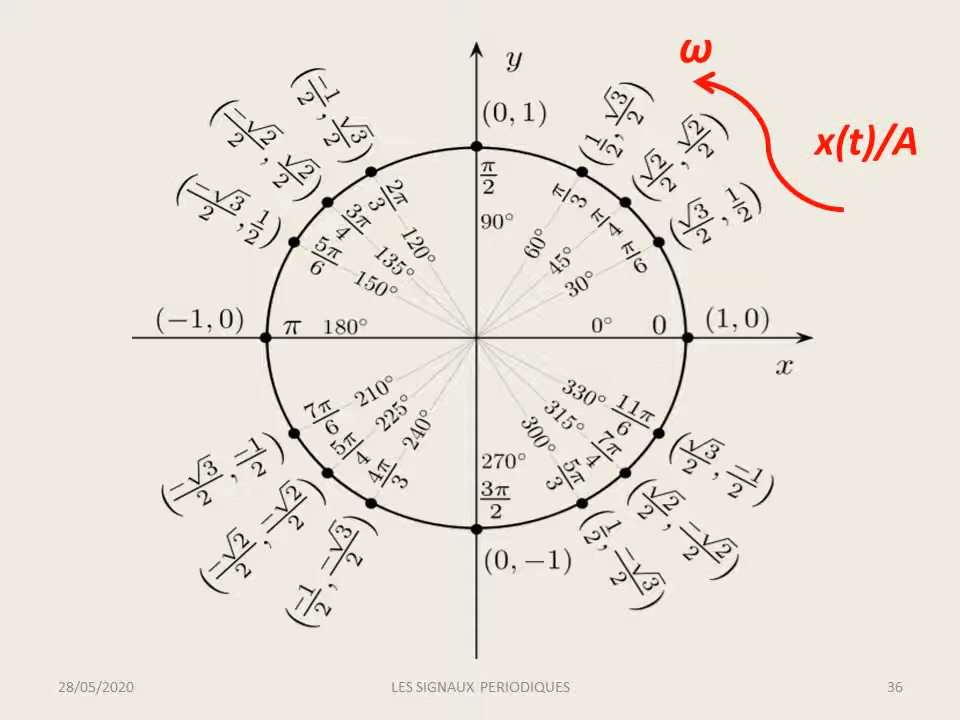 ω
x(t)/A
y
(0, 1)
(1/2, √3/2)
(√2/2, √2/2)
(√3/2, 1/2)
(−1/2, √3/2)
(−√2/2, √2/2)
(−√3/2, 1/2)
π/2
90°
π/3
60°
π/4
45°
π/6
30°
2π/3
120°
3π/4
135°
5π/6
150°
(−1, 0)
π
180°
0°
0
(1, 0)
x
7π/6
210°
5π/4
225°
4π/3
240°
270°
3π/2
300°
5π/3
315°
7π/4
330°
11π/6
(−√3/2, −1/2)
(−√2/2, −√2/2)
(−1/2, −√3/2)
(0, −1)
(1/2, −√3/2)
(√2/2, −√2/2)
(√3/2, −1/2)
28/05/2020
LES SIGNAUX PERIODIQUES
36